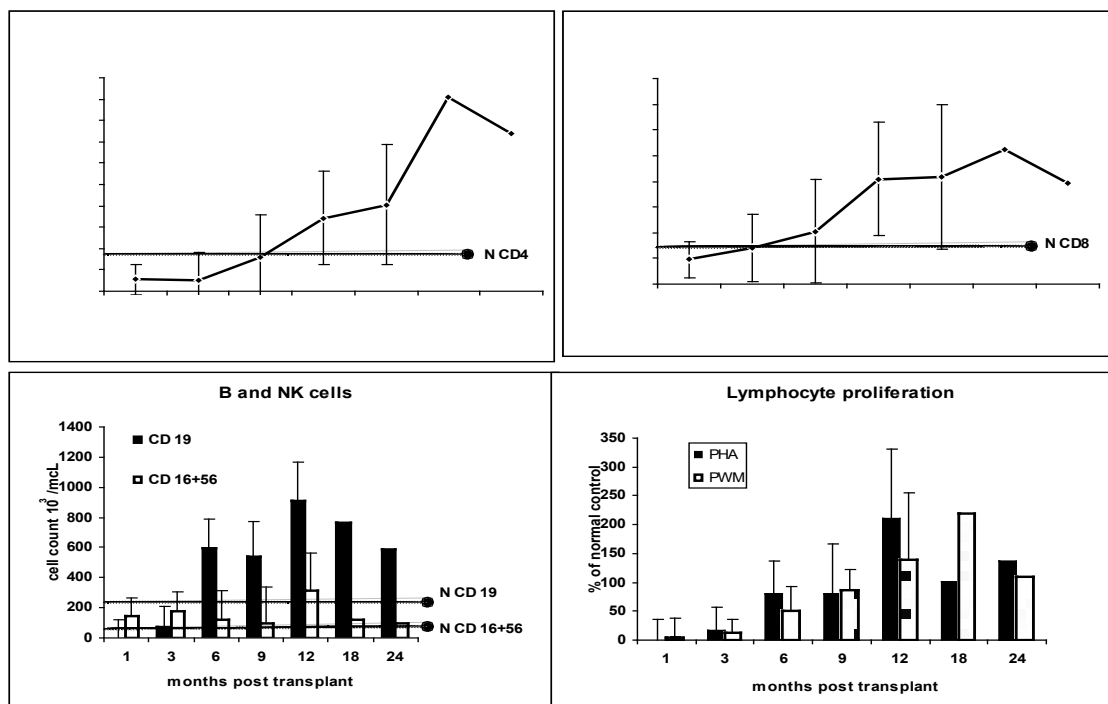 N CD4
N CD8
B and NK cells
cell count 10³ /mcL
1400
1200
1000
800
600
400
200
0
CD 19
CD 16+56
N CD 19
N CD 16+56
1 3 6 9 12 18 24
months post transplant
Lymphocyte proliferation
% of normal control
350
300
250
200
150
100
50
0
PHA
PWM
1 3 6 9 12 18 24
months post transplant